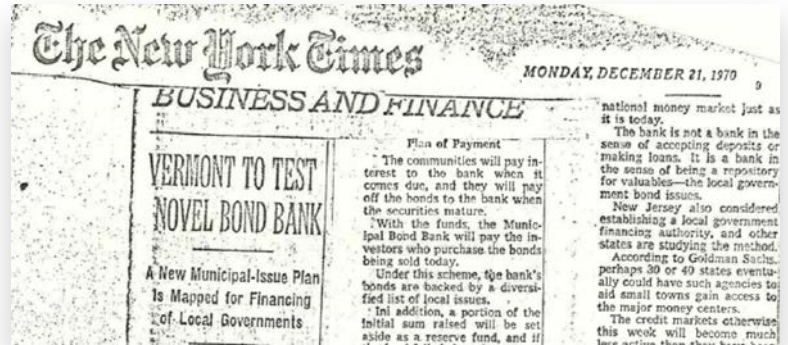 The New York Times
MONDAY, DECEMBER 21, 1970
9
BUSINESS AND FINANCE
VERMONT TO TEST
NOVEL BOND BANK
A New Municipal-Issue Plan
Is Mapped for Financing
of Local Governments
Plan of Payment
The communities will pay in-
terest to the bank when it
comes due, and they will pay
off the bonds to the bank when
the securities mature.
With the funds, the Munic-
ipal Bond Bank will pay the in-
vestors who purchase the bonds
being sold today.
Under this scheme, the bank's
bonds are backed by a diversi-
fied list of local issues.
Ini addition, a portion of the
initial sum raised will be set
aside as a reserve fund, and if
national money market just as
it is today.
The bank is not a bank in the
sense of accepting deposits or
making loans. It is a bank in
the sense of being a repository
for valuables—the local govern-
ment bond issues.
New Jersey also considered
establishing a local government
financing authority, and other
states are studying the method.
According to Goldman Sachs,
perhaps 30 or 40 states eventu-
ally could have such agencies to
aid small towns gain access to
the major money centers.
The credit markets otherwise
this week will become much
less active than they have been